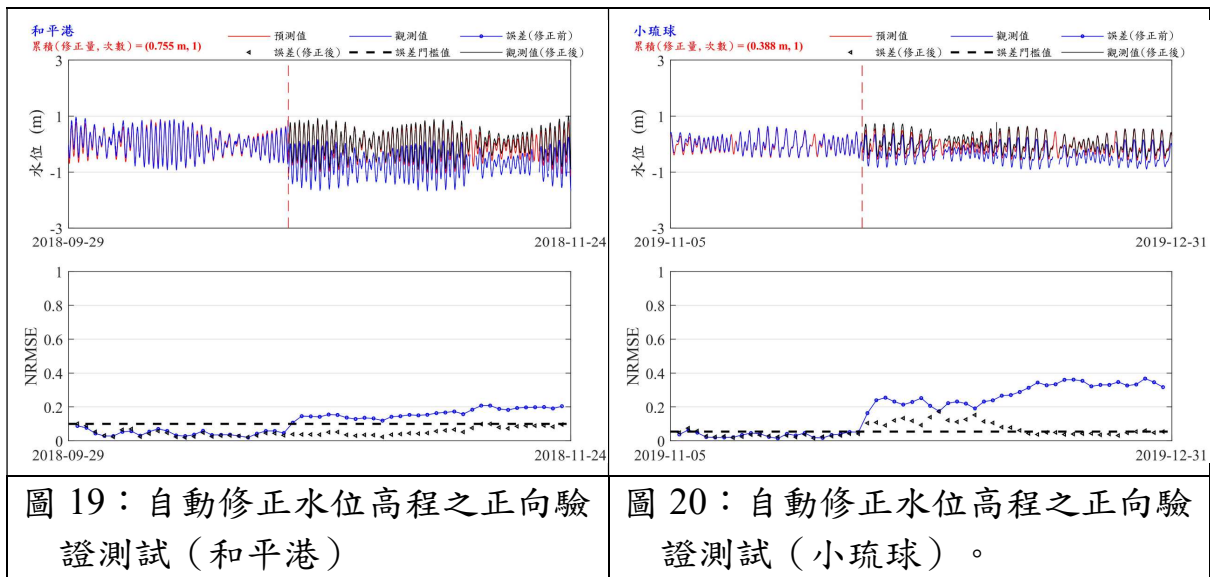 和平港
累積(修正量,次數) = (0.755 m, 1)
預測值
觀測值
誤差(修正前)
誤差(修正後)
誤差門檻值
觀測值(修正後)
3
1
-1
-3
水位 (m)
2018-09-29
2018-11-24
1
0.8
0.6
0.4
0.2
0
NRMSE
2018-09-29
2018-11-24
圖 19：自動修正水位高程之正向驗
證測試（和平港）
小琉球
累積(修正量,次數) = (0.388 m, 1)
預測值
觀測值
誤差(修正前)
誤差(修正後)
誤差門檻值
觀測值(修正後)
3
1
-1
-3
水位 (m)
2019-11-05
2019-12-31
1
0.8
0.6
0.4
0.2
0
NRMSE
2019-11-05
2019-12-31
圖 20：自動修正水位高程之正向驗
證測試（小琉球）。